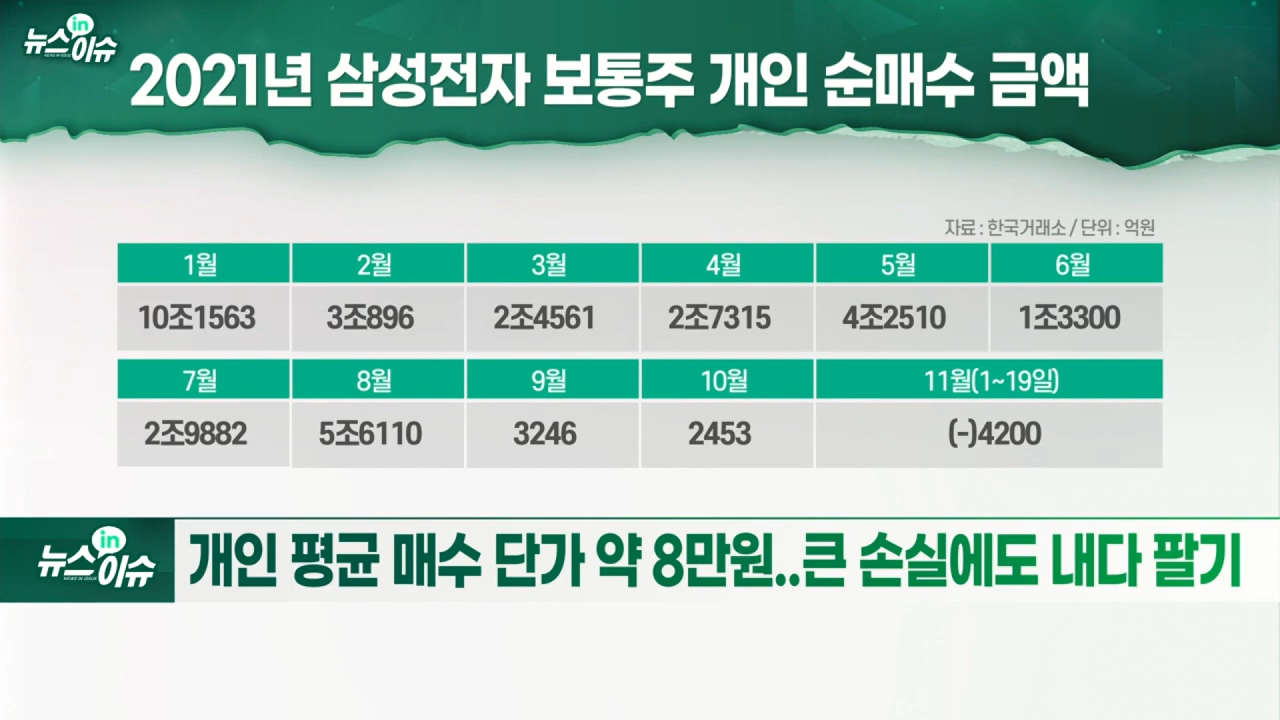 뉴스in이슈
2021년 삼성전자 보통주 개인 순매수 금액
자료 : 한국거래소 / 단위 : 억원
1월 2월 3월 4월 5월 6월
10조1563 3조896 2조4561 2조7315 4조2510 1조3300
7월 8월 9월 10월 11월(1~19일)
2조9882 5조6110 3246 2453 (-)4200
뉴스in이슈
NEWS IN ISSUE
개인 평균 매수 단가 약 8만원..큰 손실에도 내다 팔기